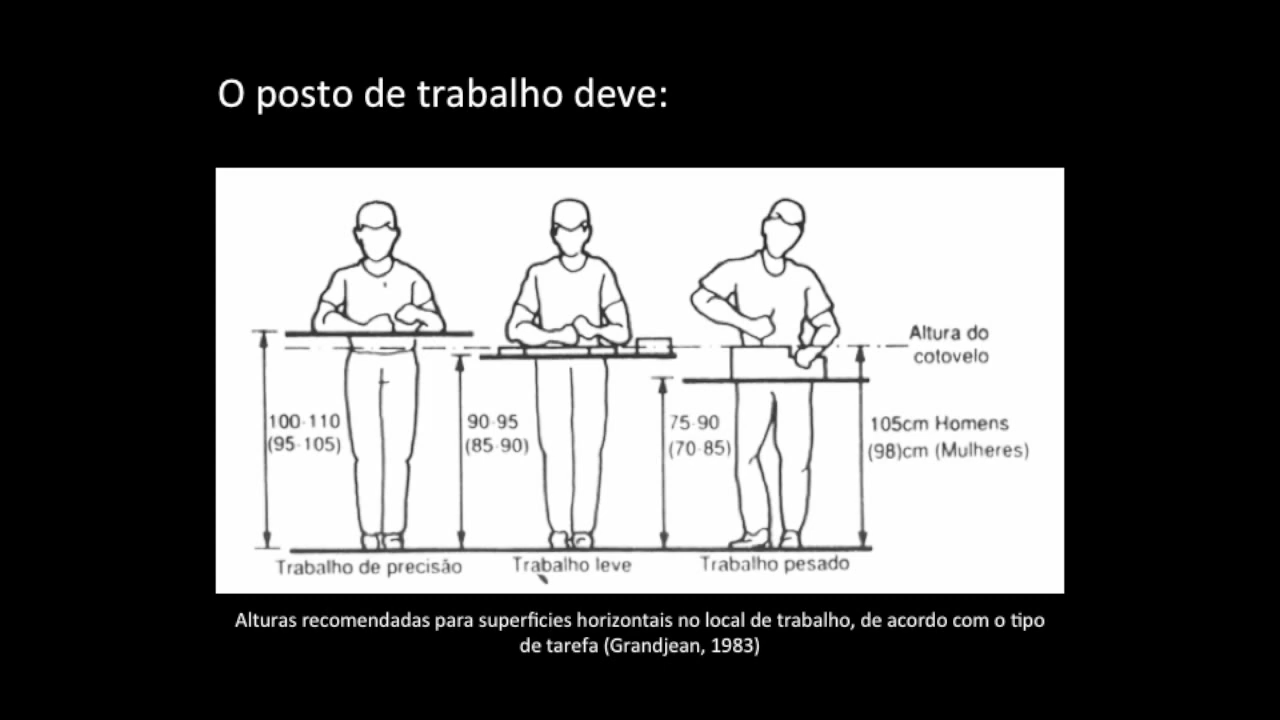 O posto de trabalho deve:
Altura do
cotovelo
100-110
(95-105)
90-95
(85-90)
75-90
(70-85)
105cm Homens
(98)cm (Mulheres)
Trabalho de precisão
Trabalho leve
Trabalho pesado
Alturas recomendadas para superficies horizontais no local de trabalho, de acordo com o tipo
de tarefa (Grandjean, 1983)